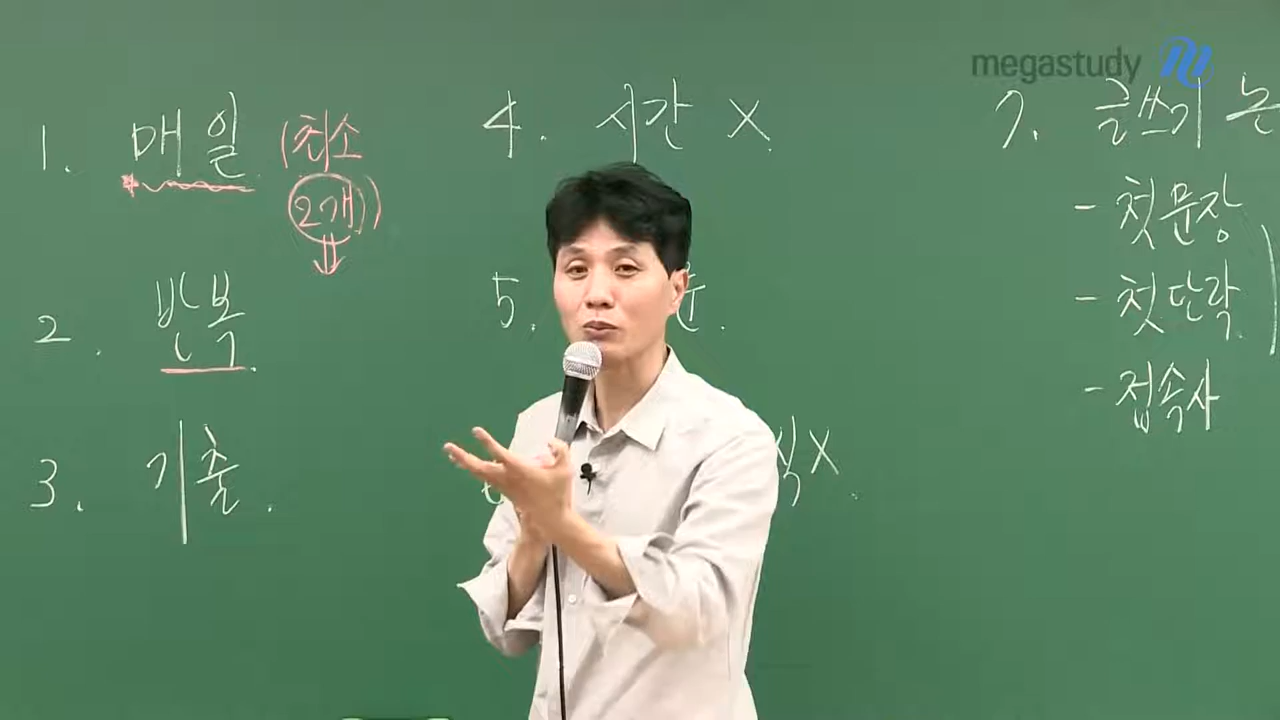 megastudy
1. 매일 (최소
2개))
2. 반복.
3. 기출.
4. 시간 X.
5.
X.
7. 글쓰기 는
- 첫문장
- 첫단락
- 접속사